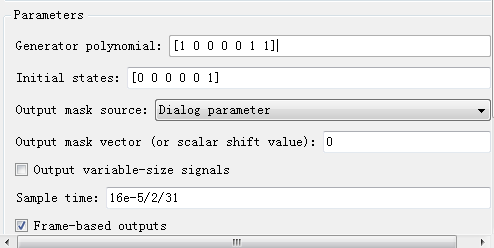 Parameters
Generator polynomial: [1 0 0 0 0 1 1]
Initial states: [0 0 0 0 0 1]
Output mask source: Dialog parameter
Output mask vector (or scalar shift value): 0
Output variable-size signals
Sample time: 16e-5/2/31
Frame-based outputs